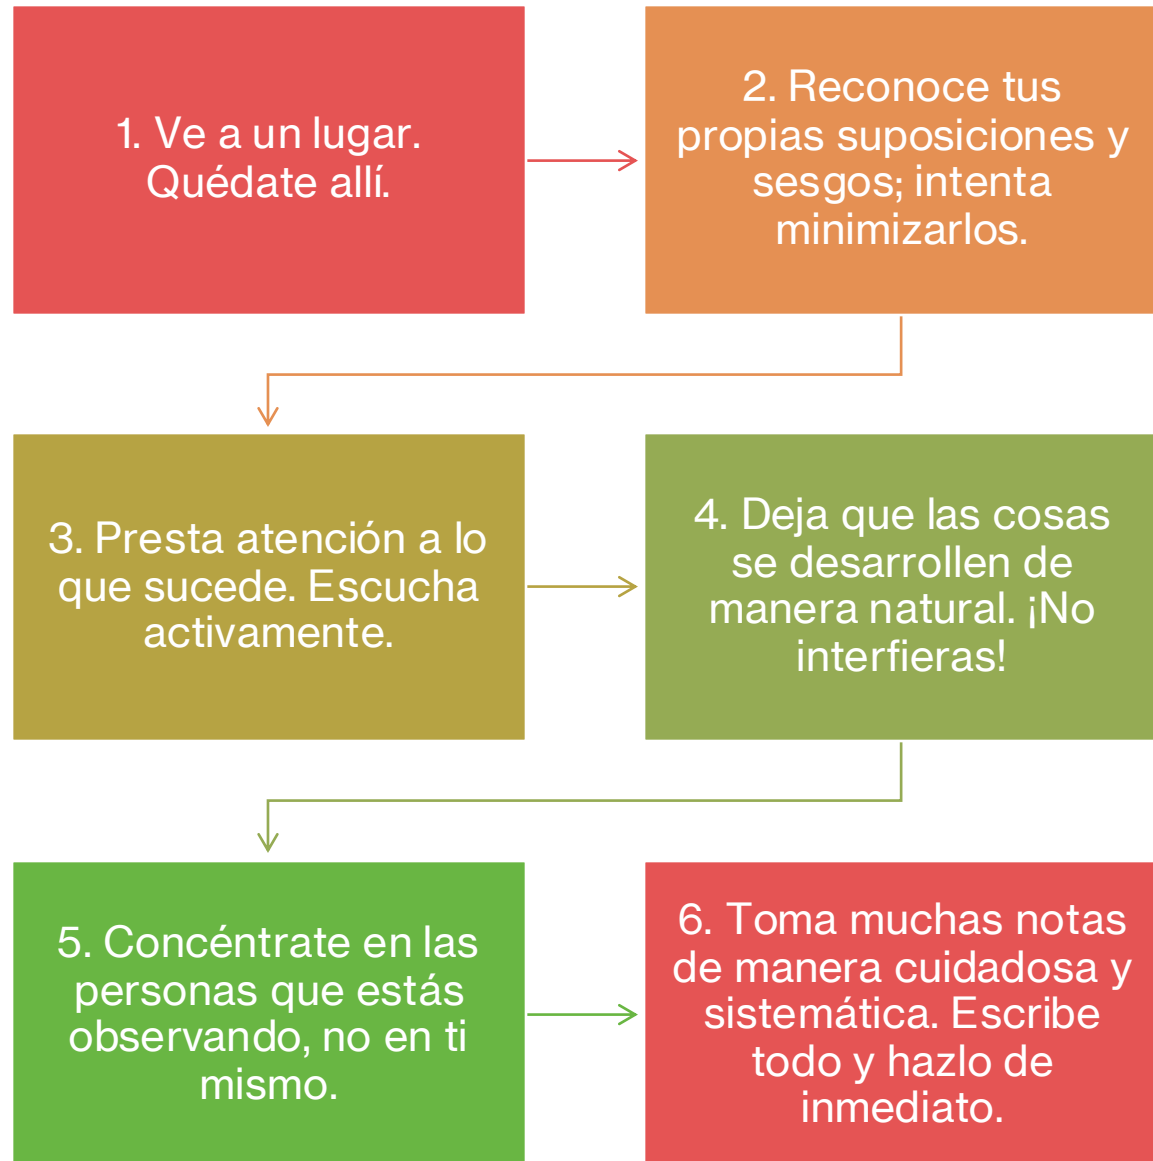 1. Ve a un lugar.
Quédate allí.
2. Reconoce tus
propias suposiciones y
sesgos; intenta
minimizarlos.
3. Presta atención a lo
que sucede. Escucha
activamente.
4. Deja que las cosas
se desarrollen de
manera natural. ¡No
interfieras!
5. Concéntrate en las
personas que estás
observando, no en ti
mismo.
6. Toma muchas notas
de manera cuidadosa y
sistemática. Escribe
todo y hazlo de
inmediato.